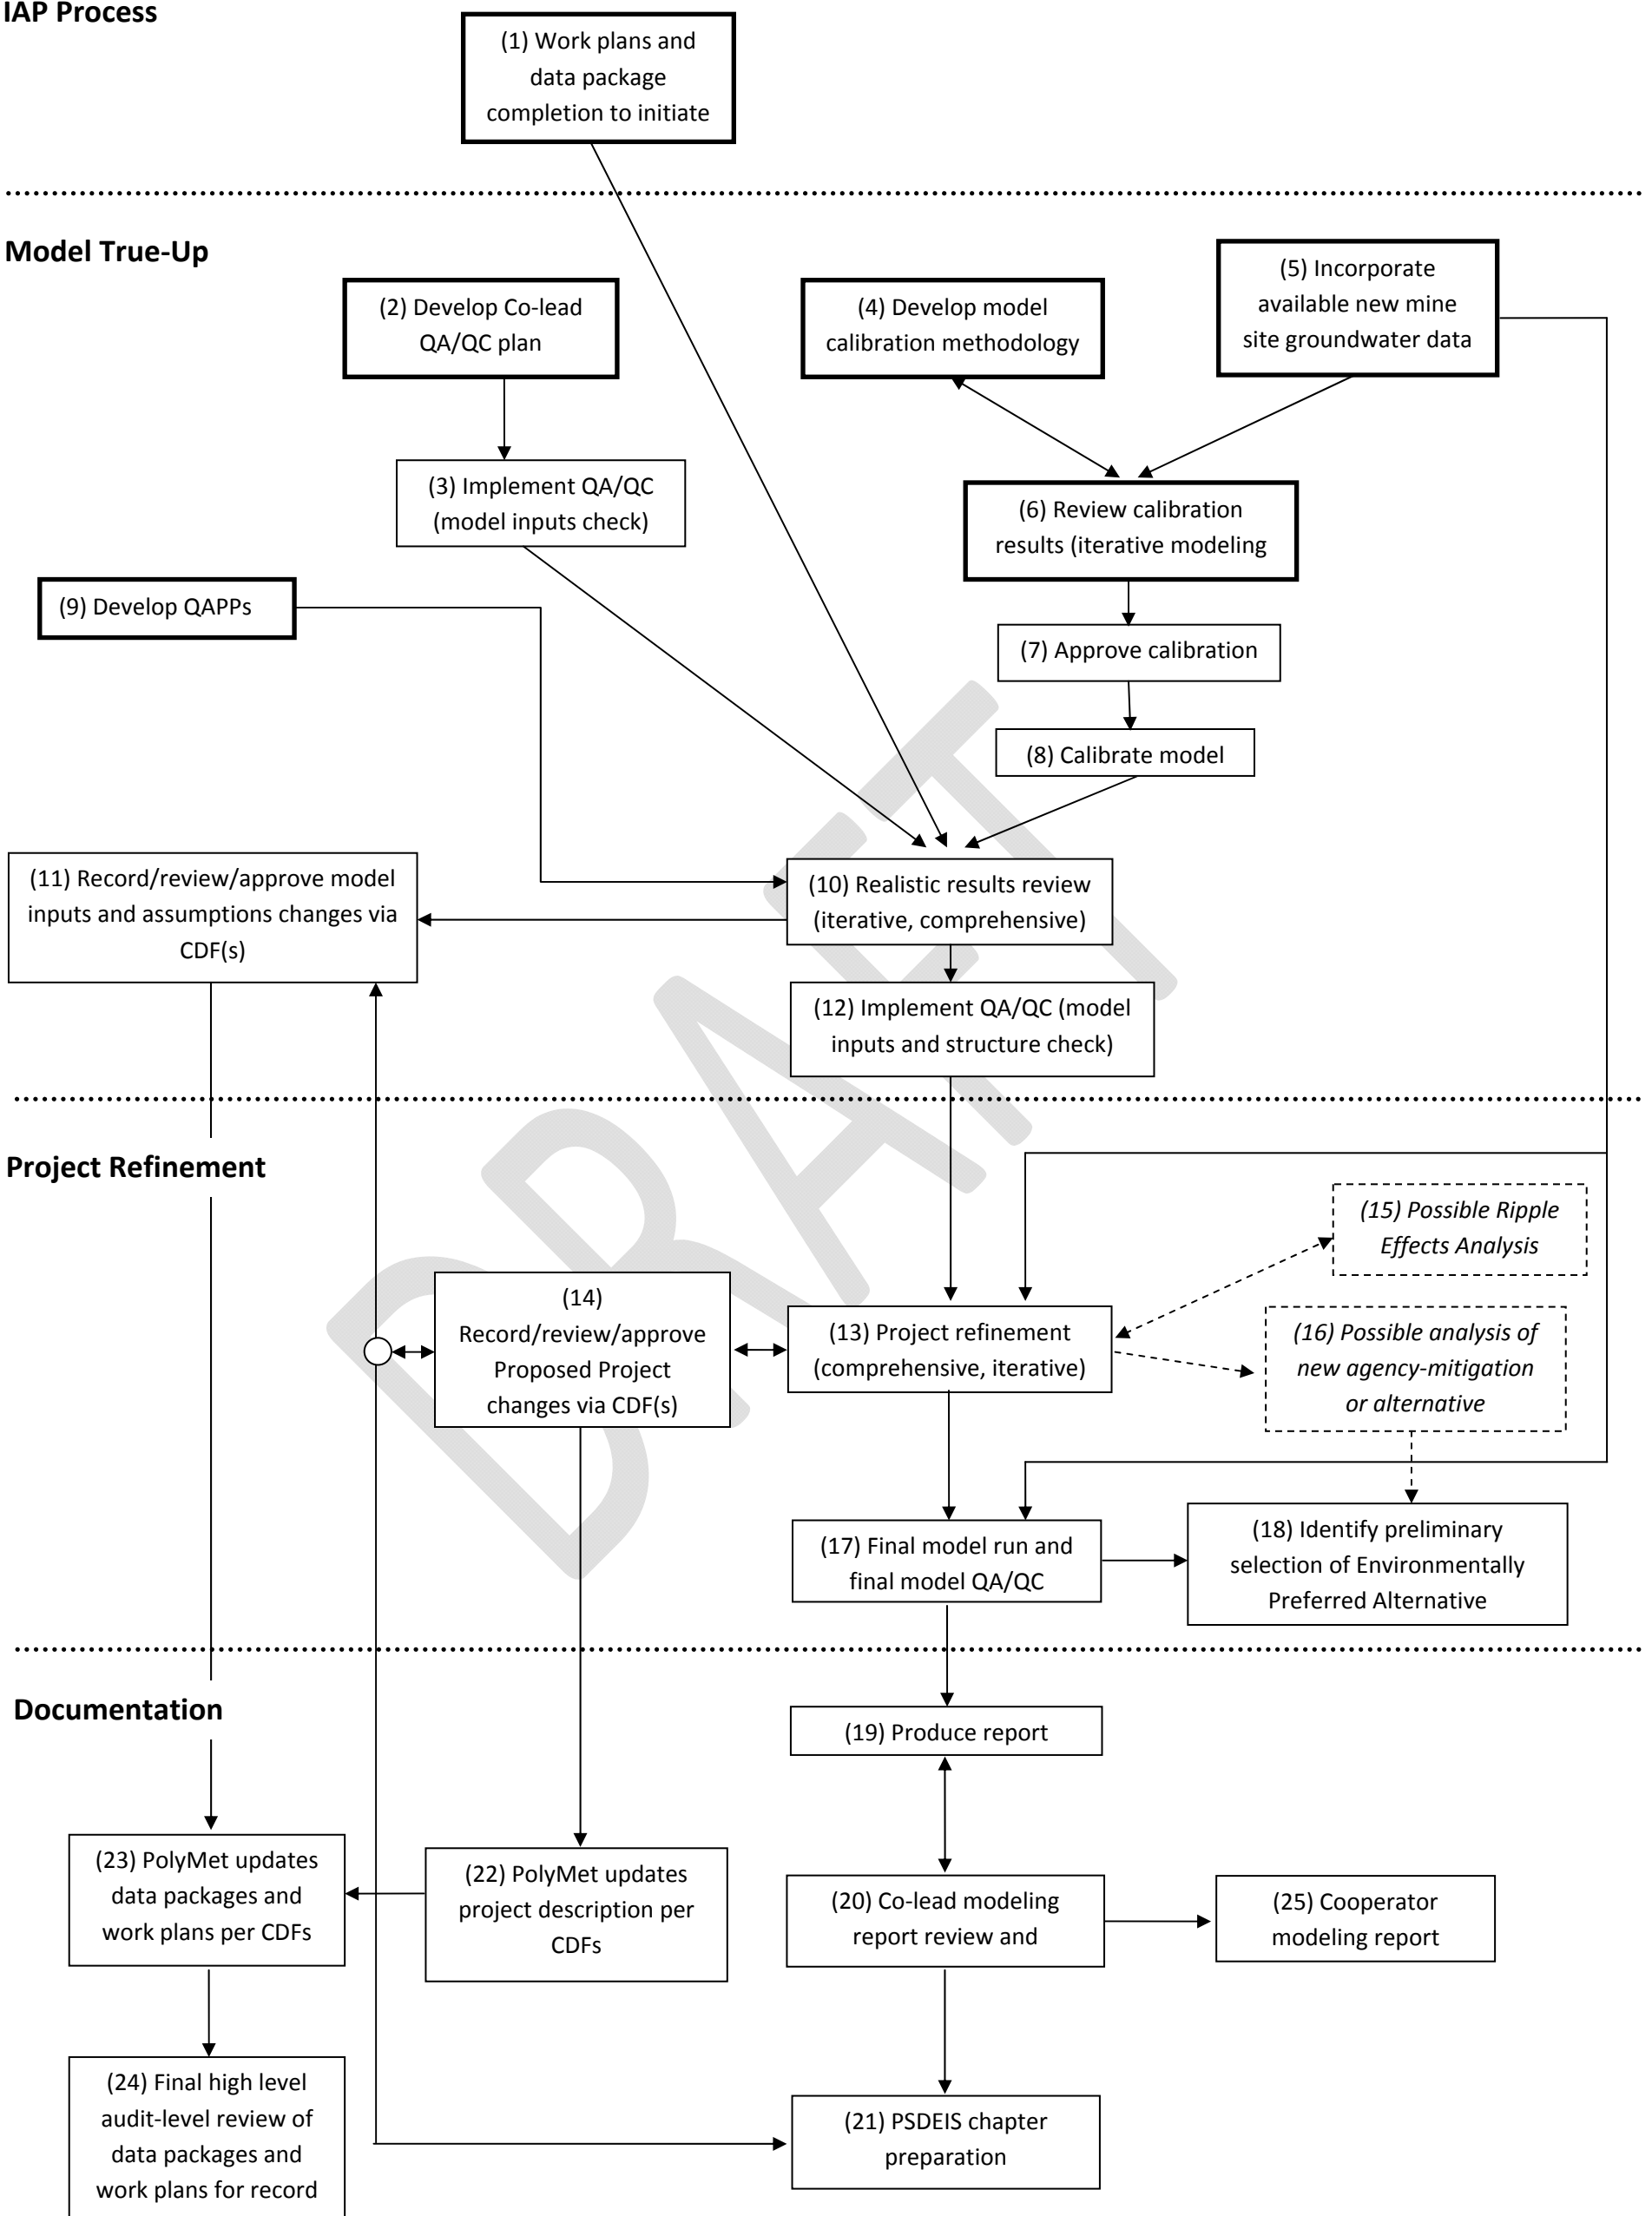 IAP Process
(1) Work plans and
data package
completion to initiate
Model True-Up
(2) Develop Co-lead
QA/QC plan
(4) Develop model
calibration methodology
(5) Incorporate
available new mine
site groundwater data
(3) Implement QA/QC
(model inputs check)
(6) Review calibration
results (iterative modeling
(9) Develop QAPPs
(7) Approve calibration
(8) Calibrate model
(11) Record/review/approve model
inputs and assumptions changes via
CDF(s)
(10) Realistic results review
(iterative, comprehensive)
(12) Implement QA/QC (model
inputs and structure check)
DRAFT
Project Refinement
(15) Possible Ripple
Effects Analysis
(14)
Record/review/approve
Proposed Project
changes via CDF(s)
(13) Project refinement
(comprehensive, iterative)
(16) Possible analysis of
new agency-mitigation
or alternative
(17) Final model run and
final model QA/QC
(18) Identify preliminary
selection of Environmentally
Preferred Alternative
Documentation
(19) Produce report
(23) PolyMet updates
data packages and
work plans per CDFs
(22) PolyMet updates
project description per
CDFs
(20) Co-lead modeling
report review and
(25) Cooperator
modeling report
(24) Final high level
audit-level review of
data packages and
work plans for record
(21) PSDEIS chapter
preparation